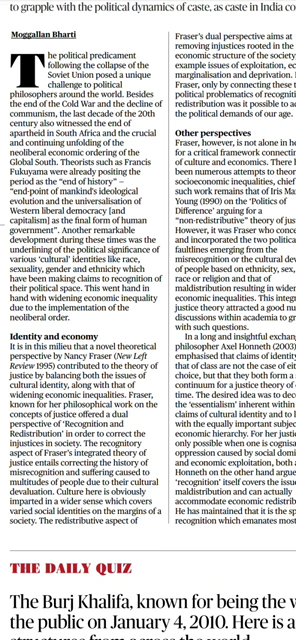 to grapple with the political dynamics of caste, as caste in India co
Moggallan Bharti
The political predicament
following the collapse of the
Soviet Union posed a unique
challenge to political
philosophers around the world. Besides
the end of the Cold War and the decline of
communism, the last decade of the 20th
century also witnessed the end of
apartheid in South Africa and the crucial
and continuing unfolding of the
neoliberal economic ordering of the
Global South. Theorists such as Francis
Fukuyama were already positing the
period as the “end of history” –
“end-point of mankind’s ideological
evolution and the universalisation of
Western liberal democracy [and
capitalism] as the final form of human
government”. Another remarkable
development during these times was the
underlining of the political significance of
various ‘cultural’ identities like race,
sexuality, gender and ethnicity which
have been making claims to recognition of
their political space. This went hand in
hand with widening economic inequality
due to the implementation of the
neoliberal order.
Identity and economy
It is in this milieu that a novel theoretical
perspective by Nancy Fraser (New Left
Review 1995) contributed to the theory of
justice by balancing both the issues of
cultural identity, along with that of
widening economic inequalities. Fraser,
known for her philosophical work on the
concepts of justice offered a dual
perspective of ‘Recognition and
Redistribution’ in order to correct the
injustices in society. The recognitory
aspect of Fraser’s integrated theory of
justice entails correcting the history of
misrecognition and suffering caused to
multitudes of people due to their cultural
devaluation. Culture here is obviously
imparted in a wider sense which covers
varied social identities on the margins of a
society. The redistributive aspect of
Fraser’s dual perspective aims at
removing injustices rooted in the
economic structure of the society
example issues of exploitation, ec
marginalisation and deprivation. F
Fraser, only by connecting these t
political problematics of recogniti
redistribution was it possible to a
the political demands of our age.
Other perspectives
Fraser, however, is not alone in he
for a critical framework connectin
of culture and economics. There h
been numerous attempts to theor
socioeconomic inequalities, chief
such work remains that of Iris Ma
Young (1990) on the ‘Politics of
Difference’ arguing for a
“non-redistributive” theory of jus
However, it was Fraser who conce
and incorporated the two politica
faultlines emerging from the
misrecognition or the cultural dev
of people based on ethnicity, sex,
race or religion and that of
maldistribution resulting in wider
economic inequalities. This integr
justice theory attracted a good nu
discussions within academia to gr
with such questions.
In a long and insightful exchan
philosopher Axel Honneth (2003)
emphasised that claims of identity
that of class are not the case of eit
choice, but that they both form a
continuum for a justice theory of
time. The desired idea was to dec
the ‘essentialism’ inherent within
claims of cultural identity and to l
with the equally important subjec
economic hierarchy. For her justic
only possible when one is cognisa
oppression caused by social domi
and economic exploitation, both a
Honneth on the other hand argue
‘recognition’ itself covers the issue
maldistribution and can actually
accommodate economic redistrib
He has maintained that it is the sp
recognition which emanates most
THE DAILY QUIZ
The Burj Khalifa, known for being the w
the public on January 4, 2010. Here is a